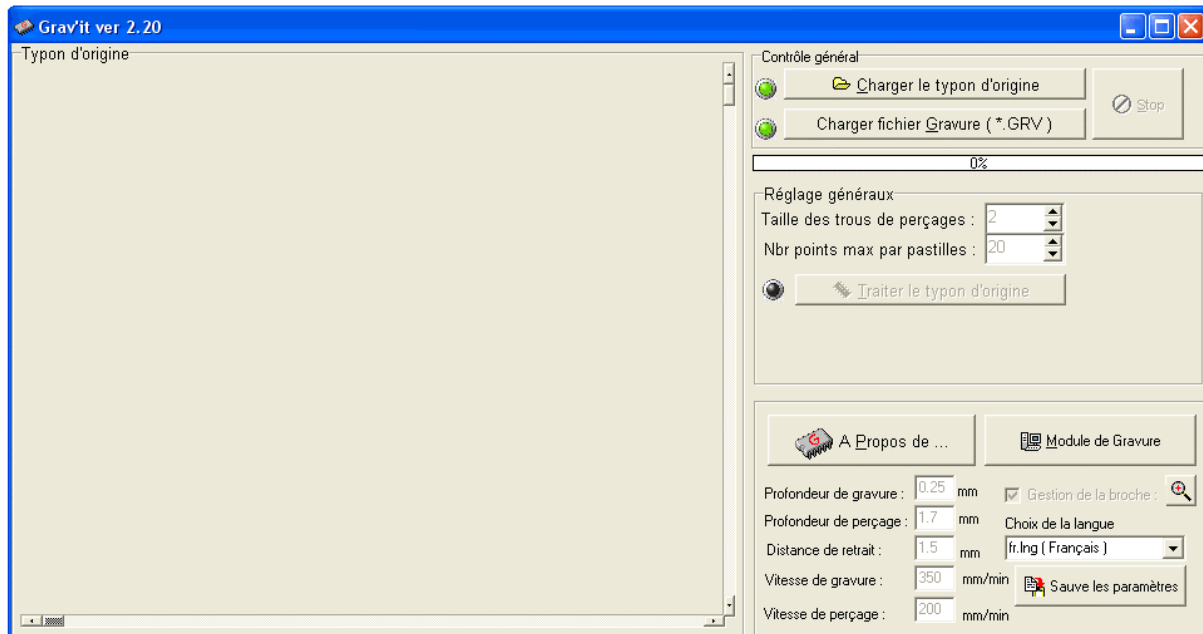 Grav'it ver 2.20
Typon d'origine
Contrôle général
Charger le typon d'origine
Stop
Charger fichier Gravure ( *.GRV )
0%
Réglage généraux
Taille des trous de perçages : 2
Nbr points max par pastilles : 20
Traiter le typon d'origine
A Propos de ...
Module de Gravure
Profondeur de gravure : 0.25 mm
Gestion de la broche :
Profondeur de perçage : 1.7 mm
Choix de la langue
Distance de retrait : 1.5 mm
fr.lng ( Français )
Vitesse de gravure : 350 mm/min
Sauve les paramètres
Vitesse de perçage : 200 mm/min